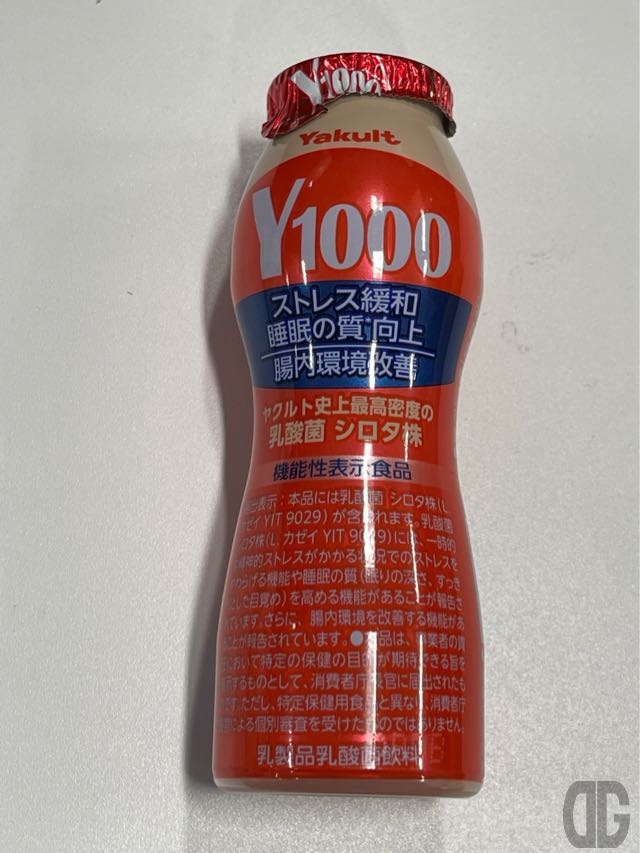 Y1000
Yakult
Y1000
ストレス緩和
睡眠の質*向上
腸内環境改善
ヤクルト史上最高密度の
乳酸菌 シロタ株
機能性表示食品
出表示：本品には乳酸菌 シロタ株(L.
カゼイ YIT 9029) が含まれます。乳酸菌
ロタ株(L. カゼイ YIT 9029)には、一時的
精神的ストレスがかかる状況でのストレスを
わらげる機能や睡眠の質(眠りの深さ、すっき
とした目覚め)を高める機能があることが報告さ
ています。さらに、腸内環境を改善する機能があ
ことが報告されています。●本品は、事業者の責
において特定の保健の目的が期待できる旨を
示するものとして、消費者庁長官に届出されたも
です。ただし、特定保健用食品と異なり、消費者
による個別審査を受けたものではありません。
乳製品乳酸菌飲料
DG